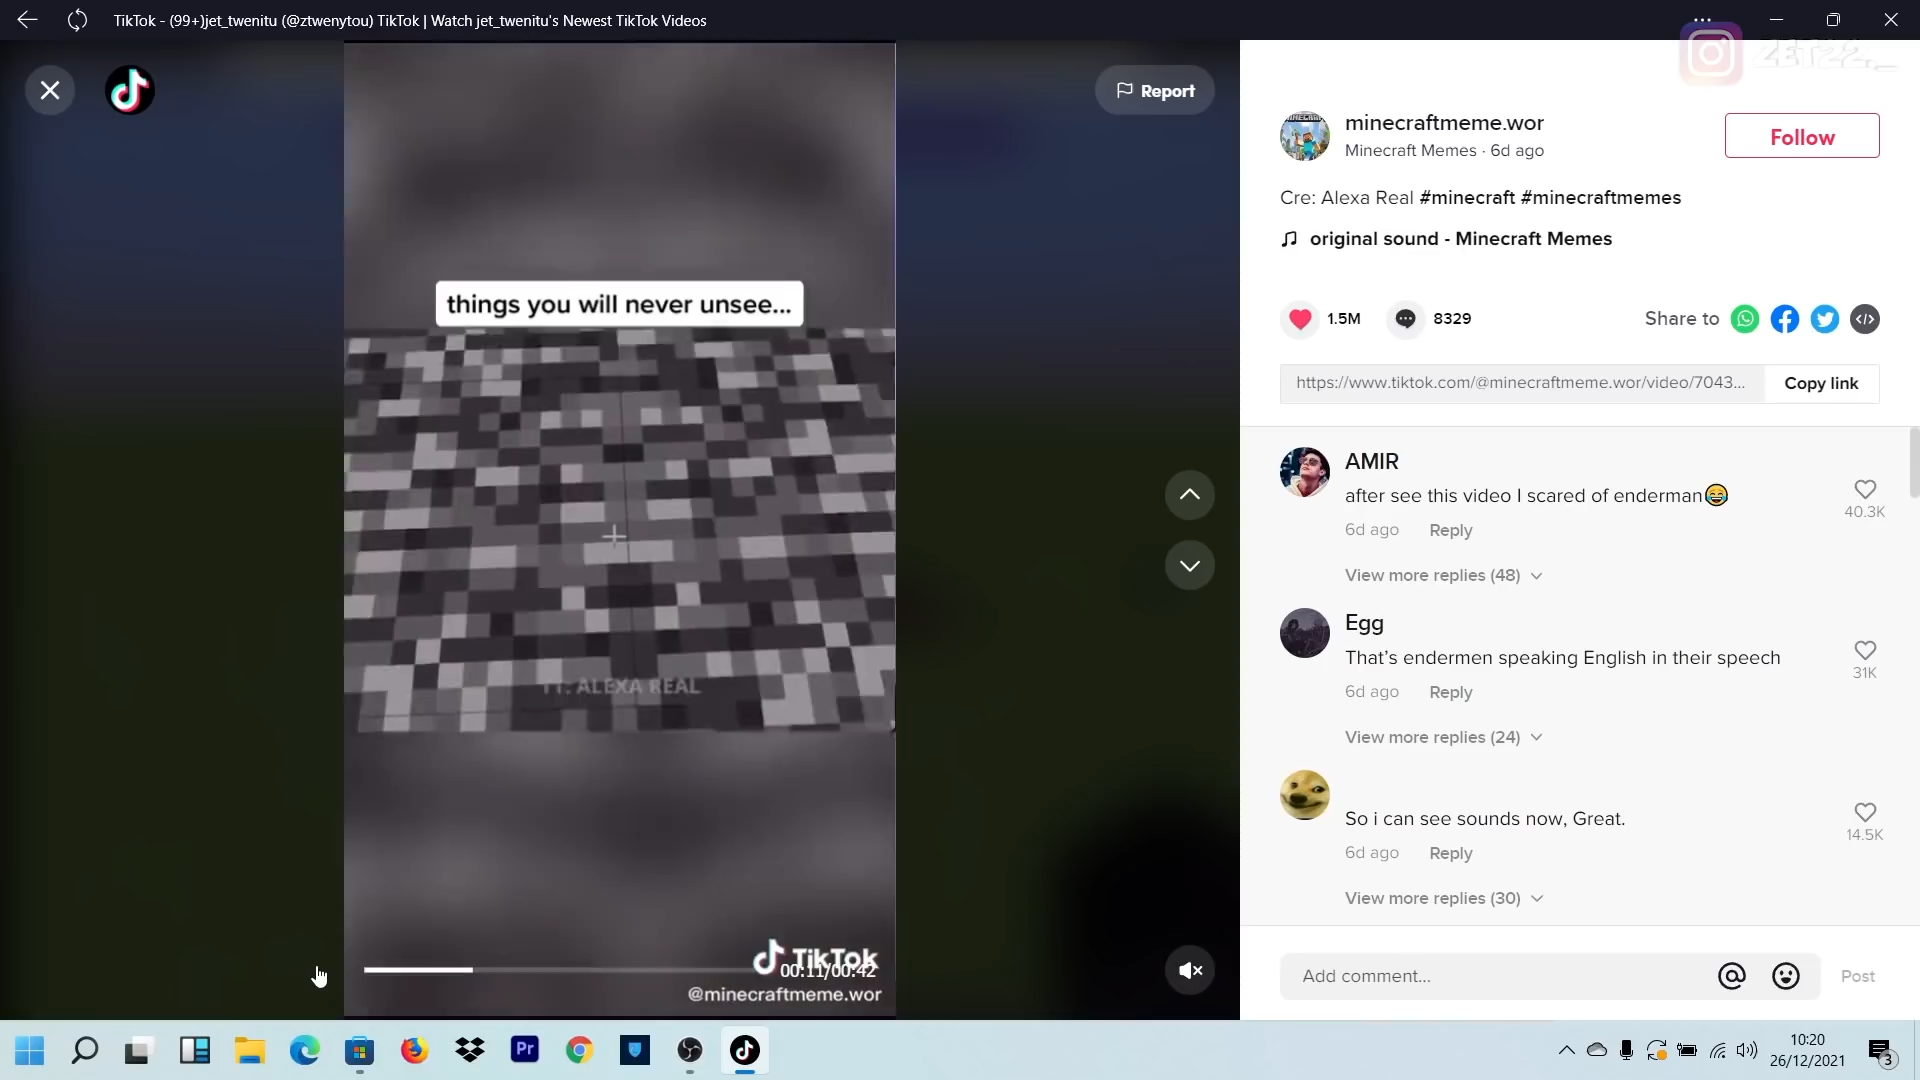 TikTok - (99+)jet_twenitu (@ztwenytou) TikTok | Watch jet_twenitu's Newest TikTok Videos
ZET22._
Report
minecraftmeme.wor
Minecraft Memes · 6d ago
Follow
Cre: Alexa Real #minecraft #minecraftmemes
original sound - Minecraft Memes
things you will never unsee...
1.5M
8329
Share to
https://www.tiktok.com/@minecraftmeme.wor/video/7043...
Copy link
AMIR
after see this video I scared of enderman😂
40.3K
6d ago
Reply
View more replies (48)
Egg
That's endermen speaking English in their speech
31K
6d ago
Reply
View more replies (24)
TT: ALEXA REAL
So i can see sounds now, Great.
14.5K
6d ago
Reply
View more replies (30)
TikTok
00:11/00:42
@minecraftmeme.wor
Add comment...
Post
Pr
10:20
26/12/2021
3